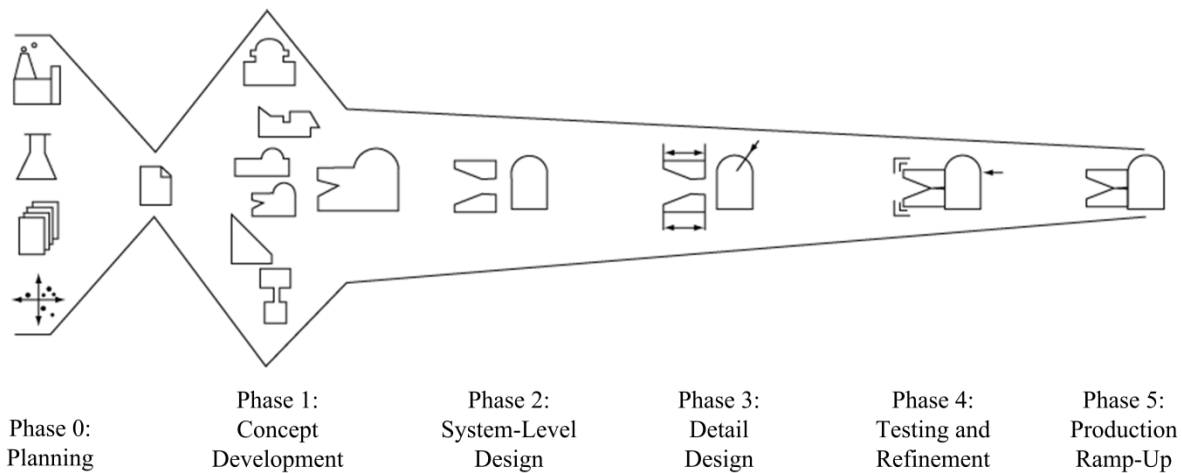 Phase 0:
Planning
Phase 1:
Concept
Development
Phase 2:
System-Level
Design
Phase 3:
Detail
Design
Phase 4:
Testing and
Refinement
Phase 5:
Production
Ramp-Up